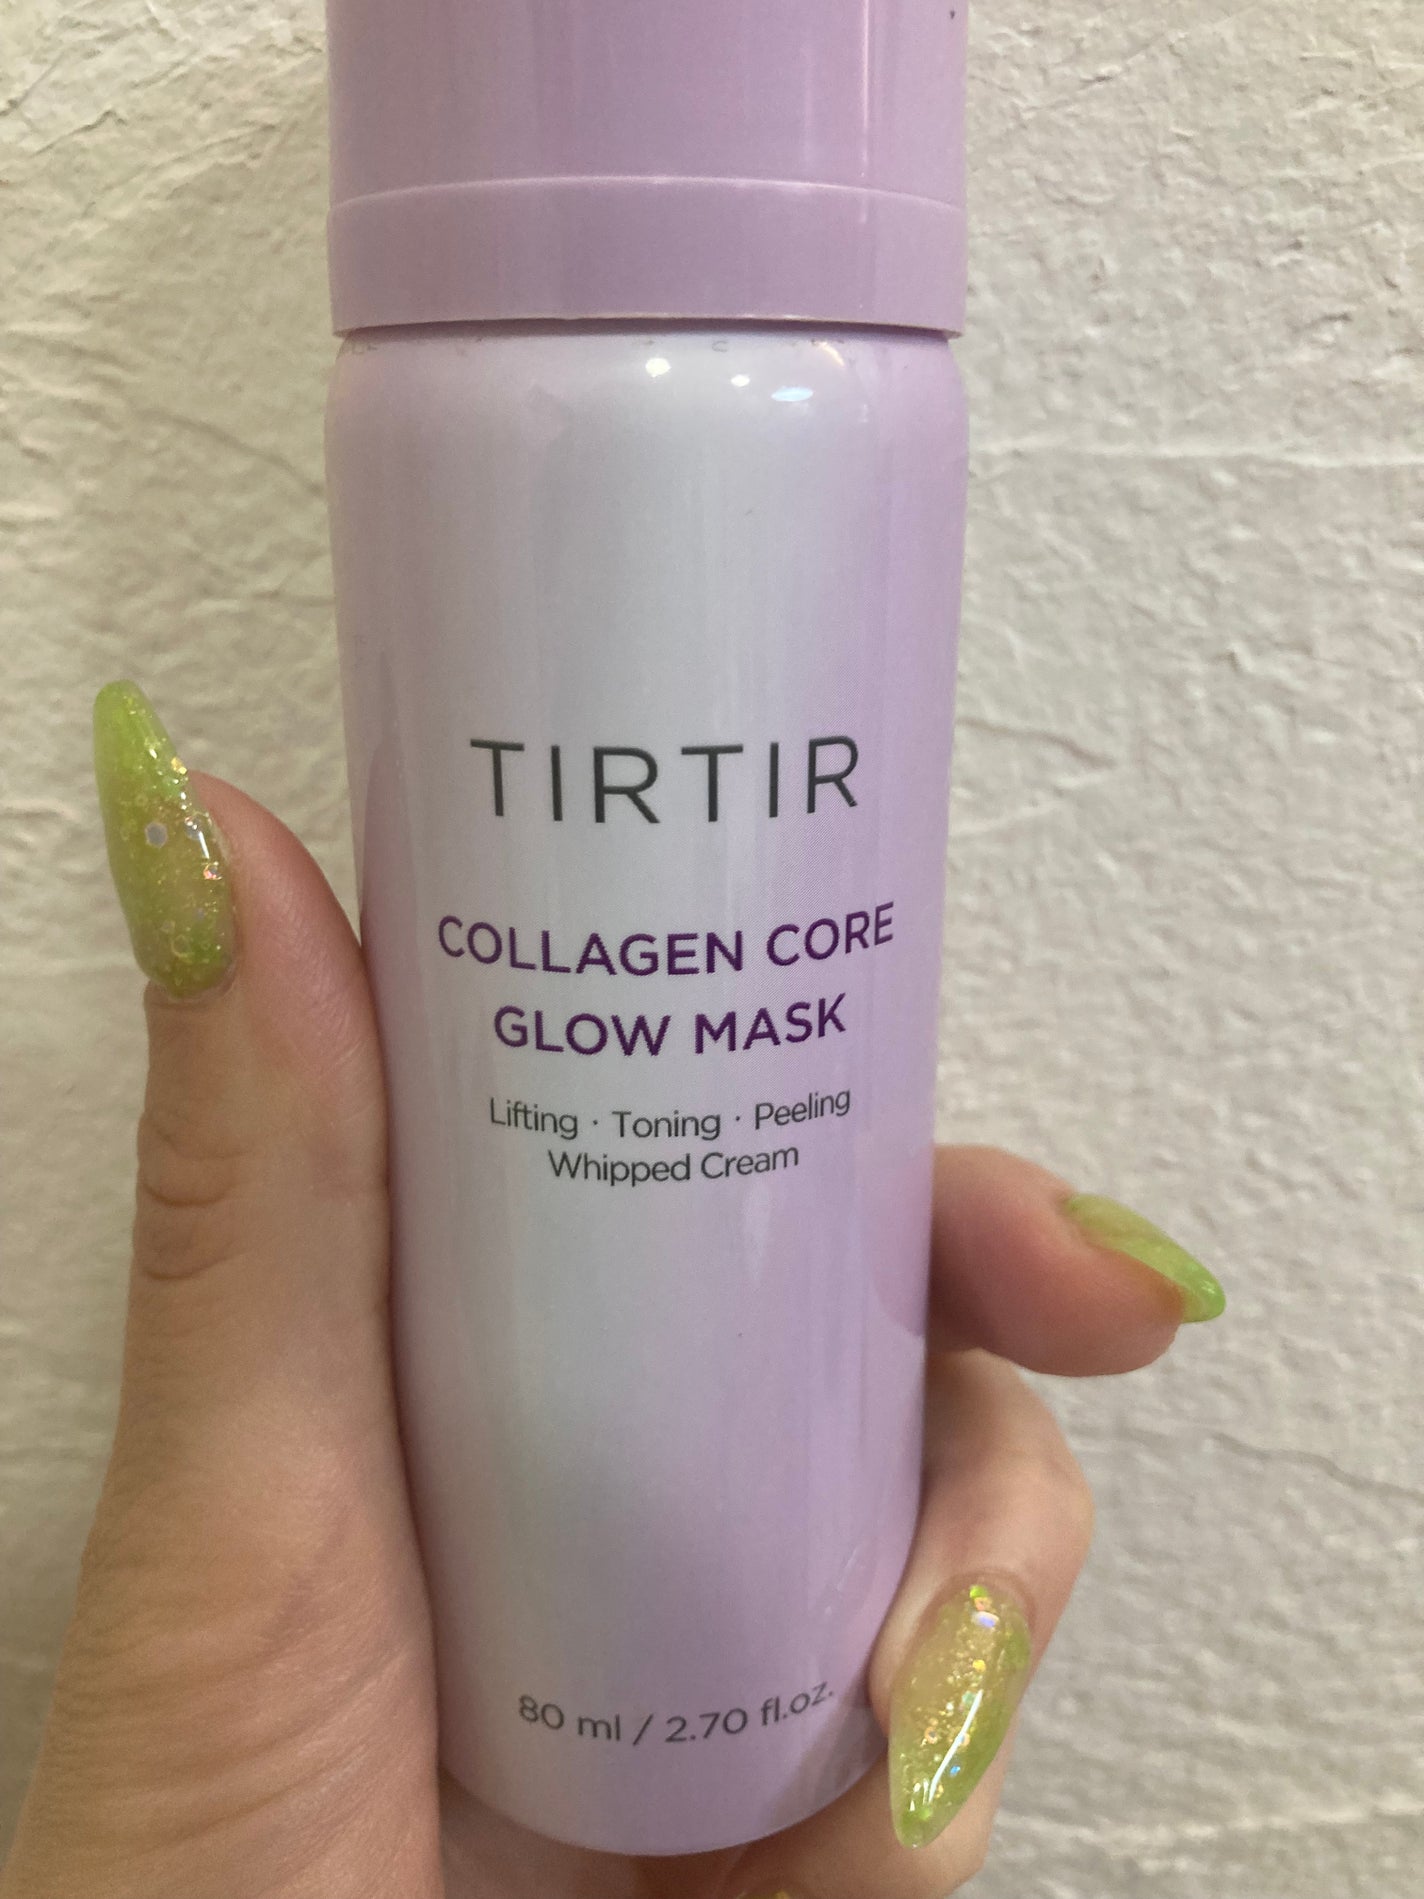 TIRTIR
COLLAGEN CORE
GLOW MASK
Lifting · Toning · Peeling
Whipped Cream
80 ml / 2.70 fl.oz.